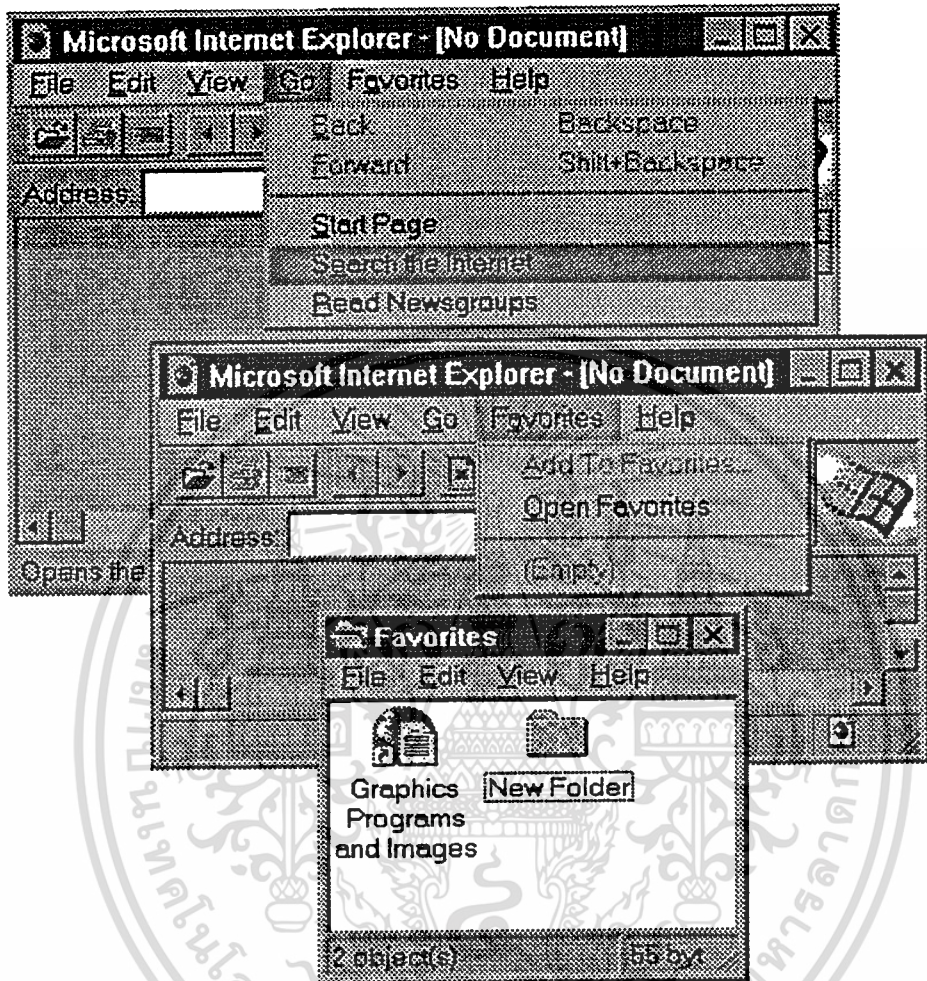 Microsoft Internet Explorer - [No Document]
File Edit View Go Favorites Help
Back Backspace
Forward Shift+Backspace
Address:
Start Page
Search the Internet
Read Newsgroups
Opens the
Microsoft Internet Explorer - [No Document]
File Edit View Go Favorites Help
Add To Favorites...
Open Favorites
Address:
(Empty)
Favorites
File Edit View Help
Graphics Programs and Images
New Folder
2 object(s) 55 byt